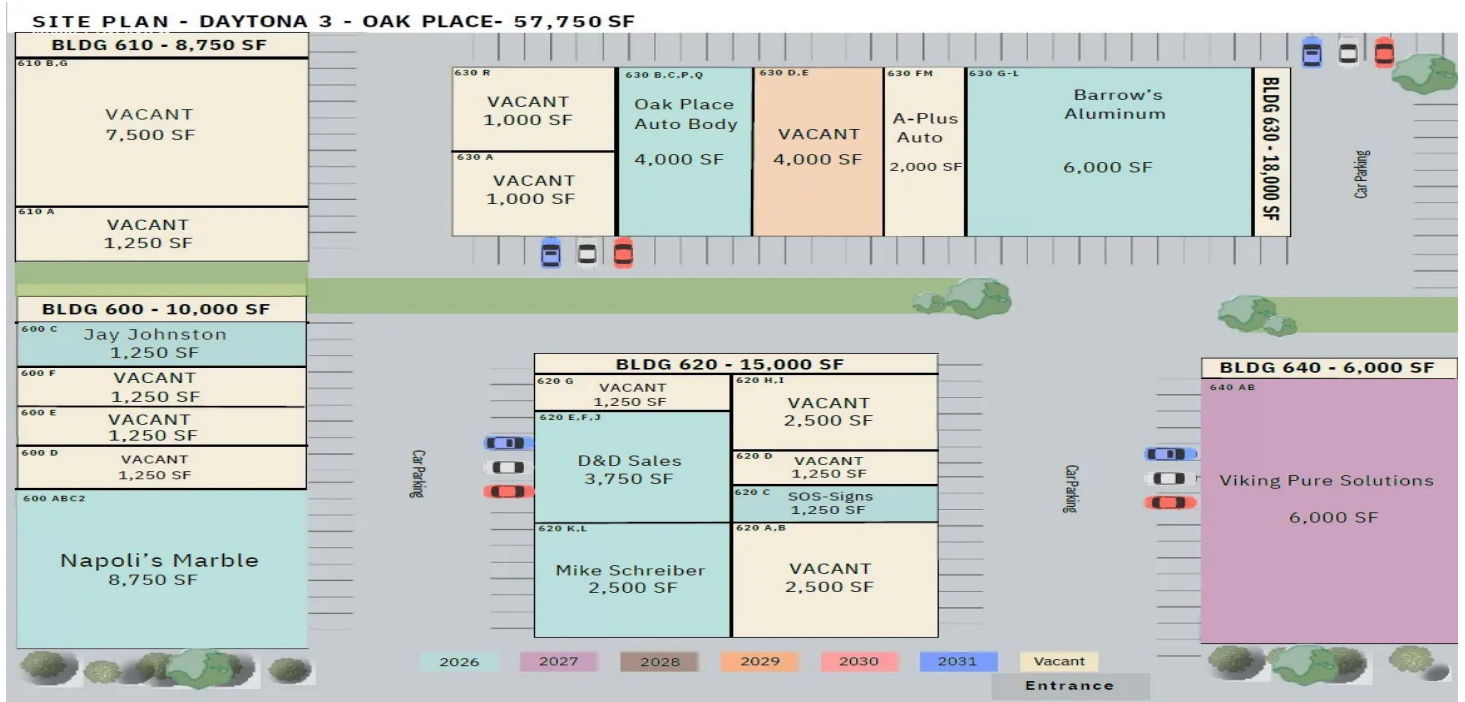 SITE PLAN - DAYTONA 3 - OAK PLACE- 57,750 SF
BLDG 610 - 8,750 SF
610 B,G
VACANT
7,500 SF
610 A
VACANT
1,250 SF
630 R
VACANT
1,000 SF
630 A
VACANT
1,000 SF
630 B,C,P,Q
Oak Place
Auto Body
4,000 SF
630 D,E
VACANT
4,000 SF
630 FM
A-Plus
Auto
2,000 SF
630 G-L
Barrow's
Aluminum
6,000 SF
BLDG 630 - 18,000 SF
Car Parking
BLDG 600 - 10,000 SF
600 C
Jay Johnston
1,250 SF
600 F
VACANT
1,250 SF
600 E
VACANT
1,250 SF
600 D
VACANT
1,250 SF
600 ABC2
Napoli's Marble
8,750 SF
Car Parking
BLDG 620 - 15,000 SF
620 G
VACANT
1,250 SF
620 E,F,J
D&D Sales
3,750 SF
620 K,L
Mike Schreiber
2,500 SF
620 H,I
VACANT
2,500 SF
620 D
VACANT
1,250 SF
620 C
SOS-Signs
1,250 SF
620 A,B
VACANT
2,500 SF
Car Parking
BLDG 640 - 6,000 SF
640 AB
Viking Pure Solutions
6,000 SF
2026
2027
2028
2029
2030
2031
Vacant
Entrance